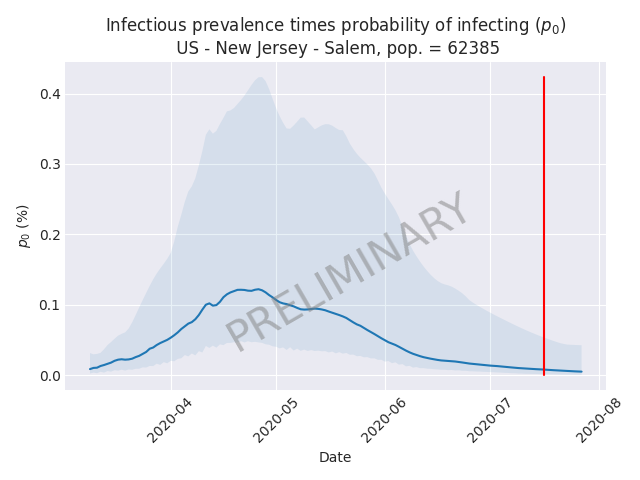 Infectious prevalence times probability of infecting (p₀)
US - New Jersey - Salem, pop. = 62385
0.4
0.3
0.2
0.1
0.0
p₀ (%)
PRELIMINARY
2020-04
2020-05
2020-06
2020-07
2020-08
Date